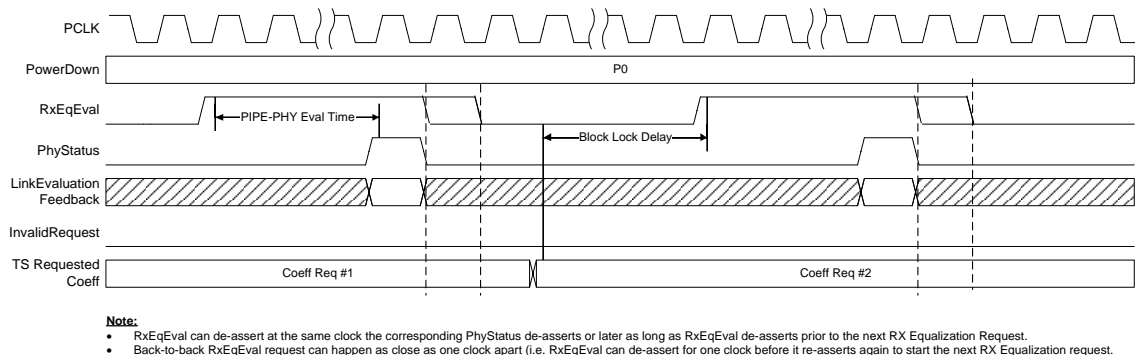 PCLK
PowerDown
P0
RxEqEval
PIPE-PHY Eval Time
Block Lock Delay
PhyStatus
LinkEvaluation
Feedback
InvalidRequest
TS Requested
Coeff
Coeff Req #1
Coeff Req #2
Note:
• RxEqEval can de-assert at the same clock the corresponding PhyStatus de-asserts or later as long as RxEqEval de-asserts prior to the next RX Equalization Request.
• Back-to-back RxEqEval request can happen as close as one clock apart (i.e. RxEqEval can de-assert for one clock before it re-asserts again to start the next RX Equalization request.